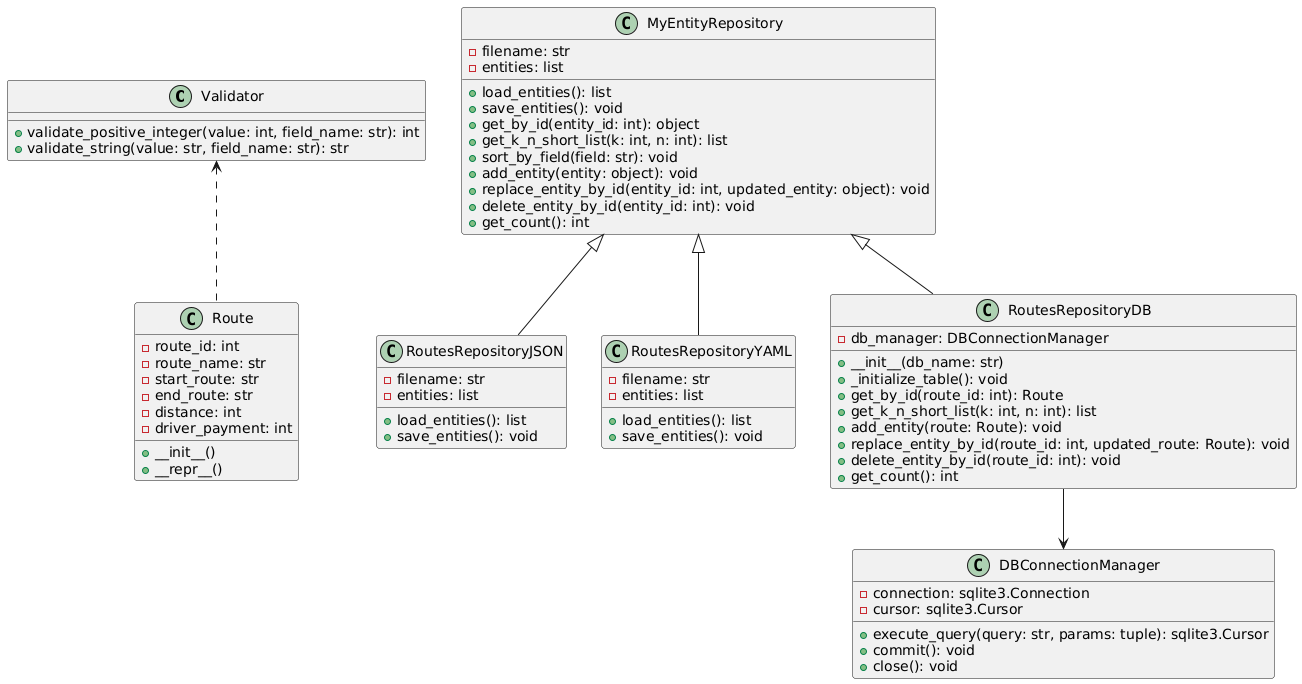 MyEntityRepository
filename: str
entities: list
load_entities(): list
save_entities(): void
get_by_id(entity_id: int): object
get_k_n_short_list(k: int, n: int): list
sort_by_field(field: str): void
add_entity(entity: object): void
replace_entity_by_id(entity_id: int, updated_entity: object): void
delete_entity_by_id(entity_id: int): void
get_count(): int
C Validator
validate_positive_integer(value: int, field_name: str): int
validate_string(value: str, field_name: str): str
C Route
route_id: int
route_name: str
start_route: str
end_route: str
distance: int
driver_payment: int
__init__()
__repr__()
C RoutesRepositoryJSON
filename: str
entities: list
load_entities(): list
save_entities(): void
C RoutesRepositoryYAML
filename: str
entities: list
load_entities(): list
save_entities(): void
C RoutesRepositoryDB
db_manager: DBConnectionManager
__init__(db_name: str)
_initialize_table(): void
get_by_id(route_id: int): Route
get_k_n_short_list(k: int, n: int): list
add_entity(route: Route): void
replace_entity_by_id(route_id: int, updated_route: Route): void
delete_entity_by_id(route_id: int): void
get_count(): int
C DBConnectionManager
connection: sqlite3.Connection
cursor: sqlite3.Cursor
execute_query(query: str, params: tuple): sqlite3.Cursor
commit(): void
close(): void